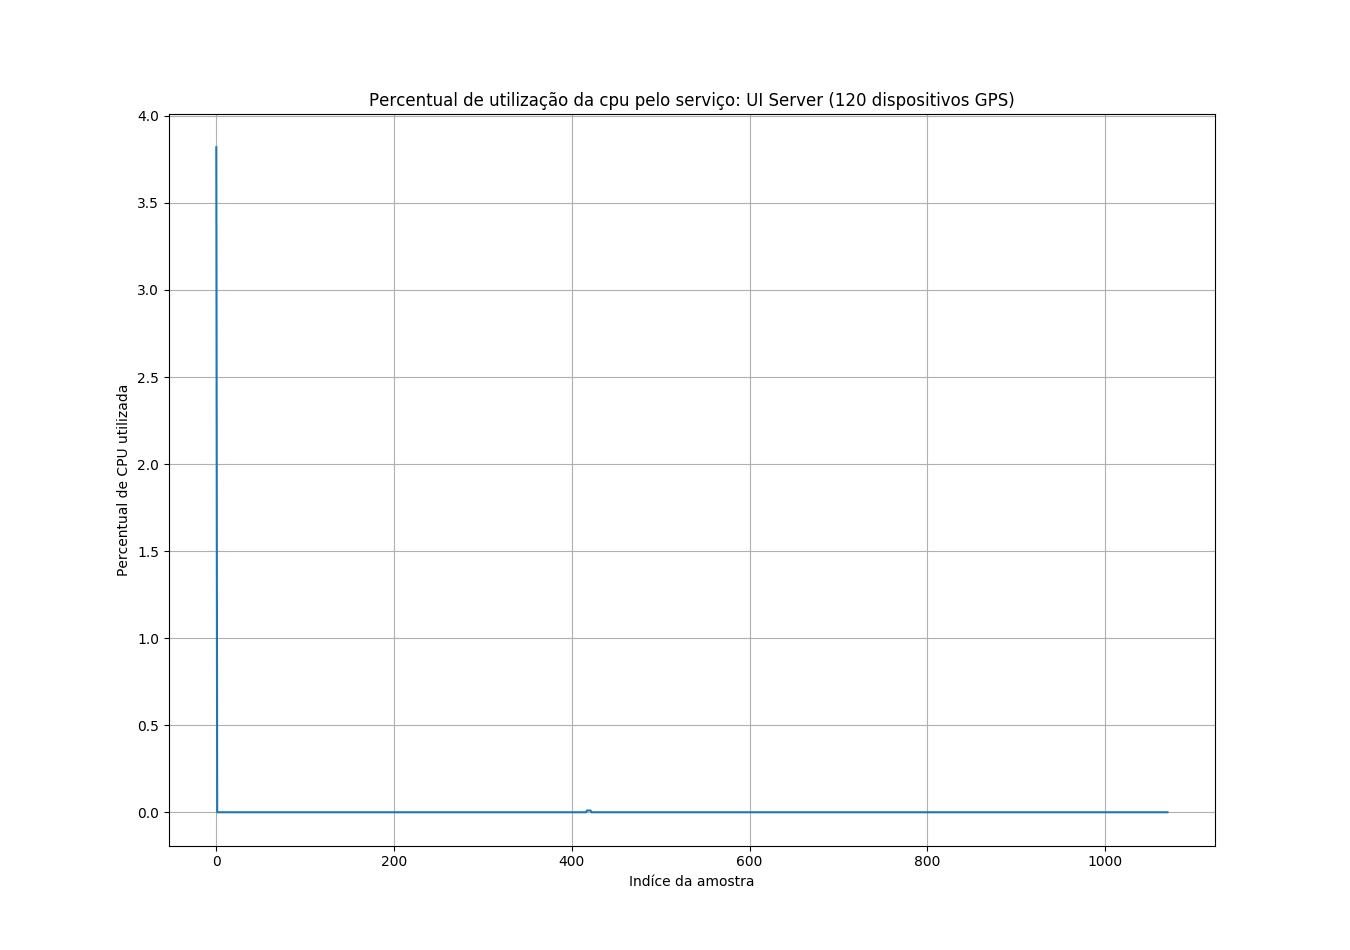 Percentual de utilização da cpu pelo serviço: UI Server (120 dispositivos GPS)
4.0
3.5
3.0
2.5
2.0
1.5
1.0
0.5
0.0
Percentual de CPU utilizada
0 200 400 600 800 1000
Indíce da amostra